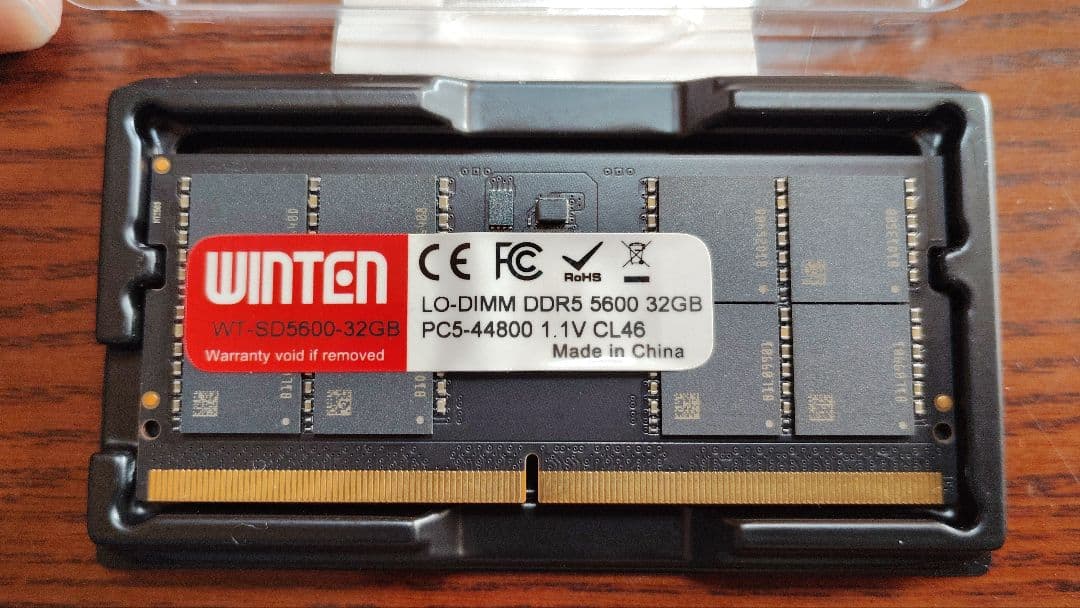 WINTEN
WT-SD5600-32GB
Warranty void if removed
CE FC RoHS
LO-DIMM DDR5 5600 32GB
PC5-44800 1.1V CL46
Made in China